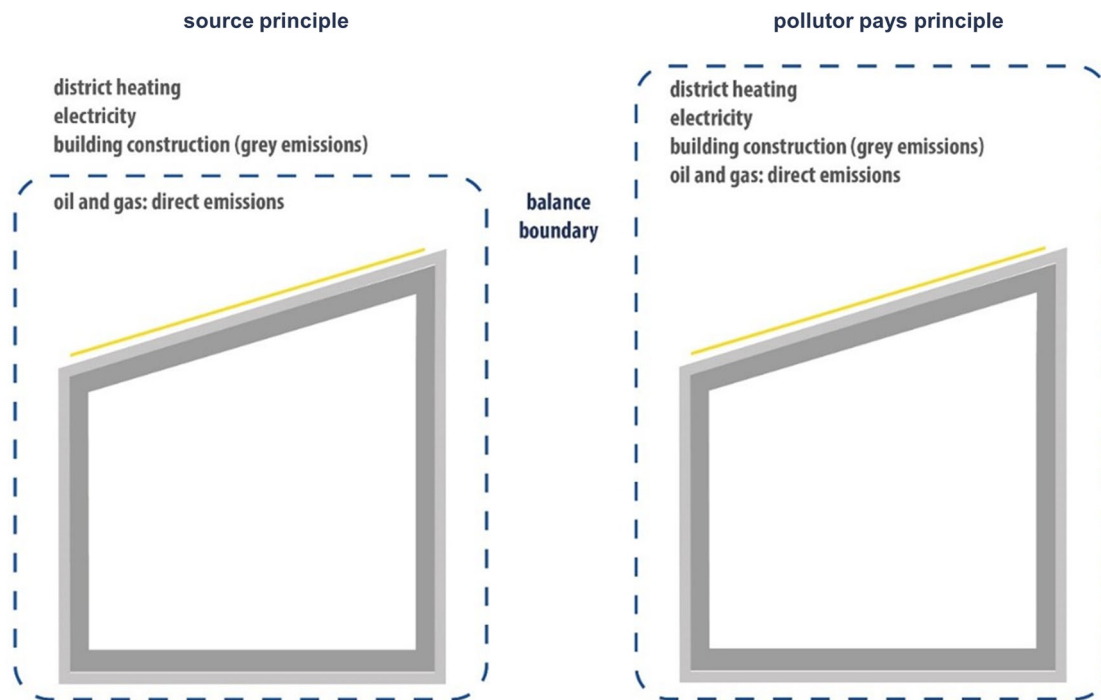 source principle
district heating
electricity
building construction (grey emissions)
oil and gas: direct emissions
balance
boundary
pollutor pays principle
district heating
electricity
building construction (grey emissions)
oil and gas: direct emissions